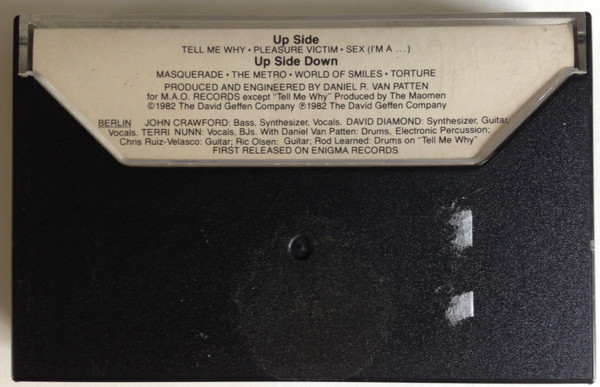 Up Side
TELL ME WHY • PLEASURE VICTIM • SEX (I'M A ...)
Up Side Down
MASQUERADE • THE METRO • WORLD OF SMILES • TORTURE
PRODUCED AND ENGINEERED BY DANIEL R. VAN PATTEN
for M.A.O. RECORDS except "Tell Me Why" Produced by The Maomen
©1982 The David Geffen Company ℗1982 The David Geffen Company
BERLIN JOHN CRAWFORD: Bass, Synthesizer, Vocals. DAVID DIAMOND: Synthesizer, Guitar,
Vocals. TERRI NUNN: Vocals, BJs. With Daniel Van Patten: Drums, Electronic Percussion;
Chris Ruiz-Velasco: Guitar; Ric Olsen: Guitar; Rod Learned: Drums on "Tell Me Why"
FIRST RELEASED ON ENIGMA RECORDS